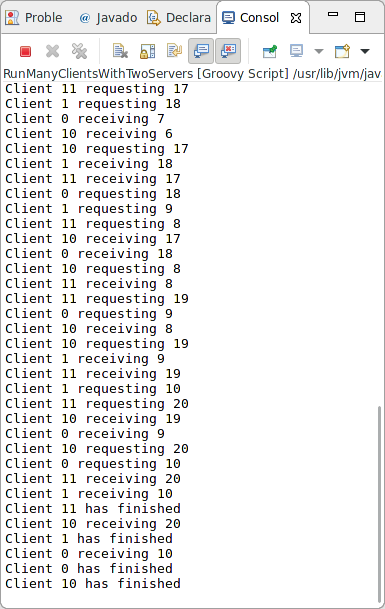 Proble @ Javado Declara Consol
RunManyClientsWithTwoServers [Groovy Script] /usr/lib/jvm/jav
Client 11 requesting 17
Client 1 requesting 18
Client 0 receiving 7
Client 10 receiving 6
Client 10 requesting 17
Client 1 receiving 18
Client 11 receiving 17
Client 0 requesting 18
Client 1 requesting 9
Client 11 requesting 8
Client 10 receiving 17
Client 0 receiving 18
Client 10 requesting 8
Client 11 receiving 8
Client 11 requesting 19
Client 0 requesting 9
Client 10 receiving 8
Client 10 requesting 19
Client 1 receiving 9
Client 11 receiving 19
Client 1 requesting 10
Client 11 requesting 20
Client 10 receiving 19
Client 0 receiving 9
Client 10 requesting 20
Client 0 requesting 10
Client 11 receiving 20
Client 1 receiving 10
Client 11 has finished
Client 10 receiving 20
Client 1 has finished
Client 0 receiving 10
Client 0 has finished
Client 10 has finished